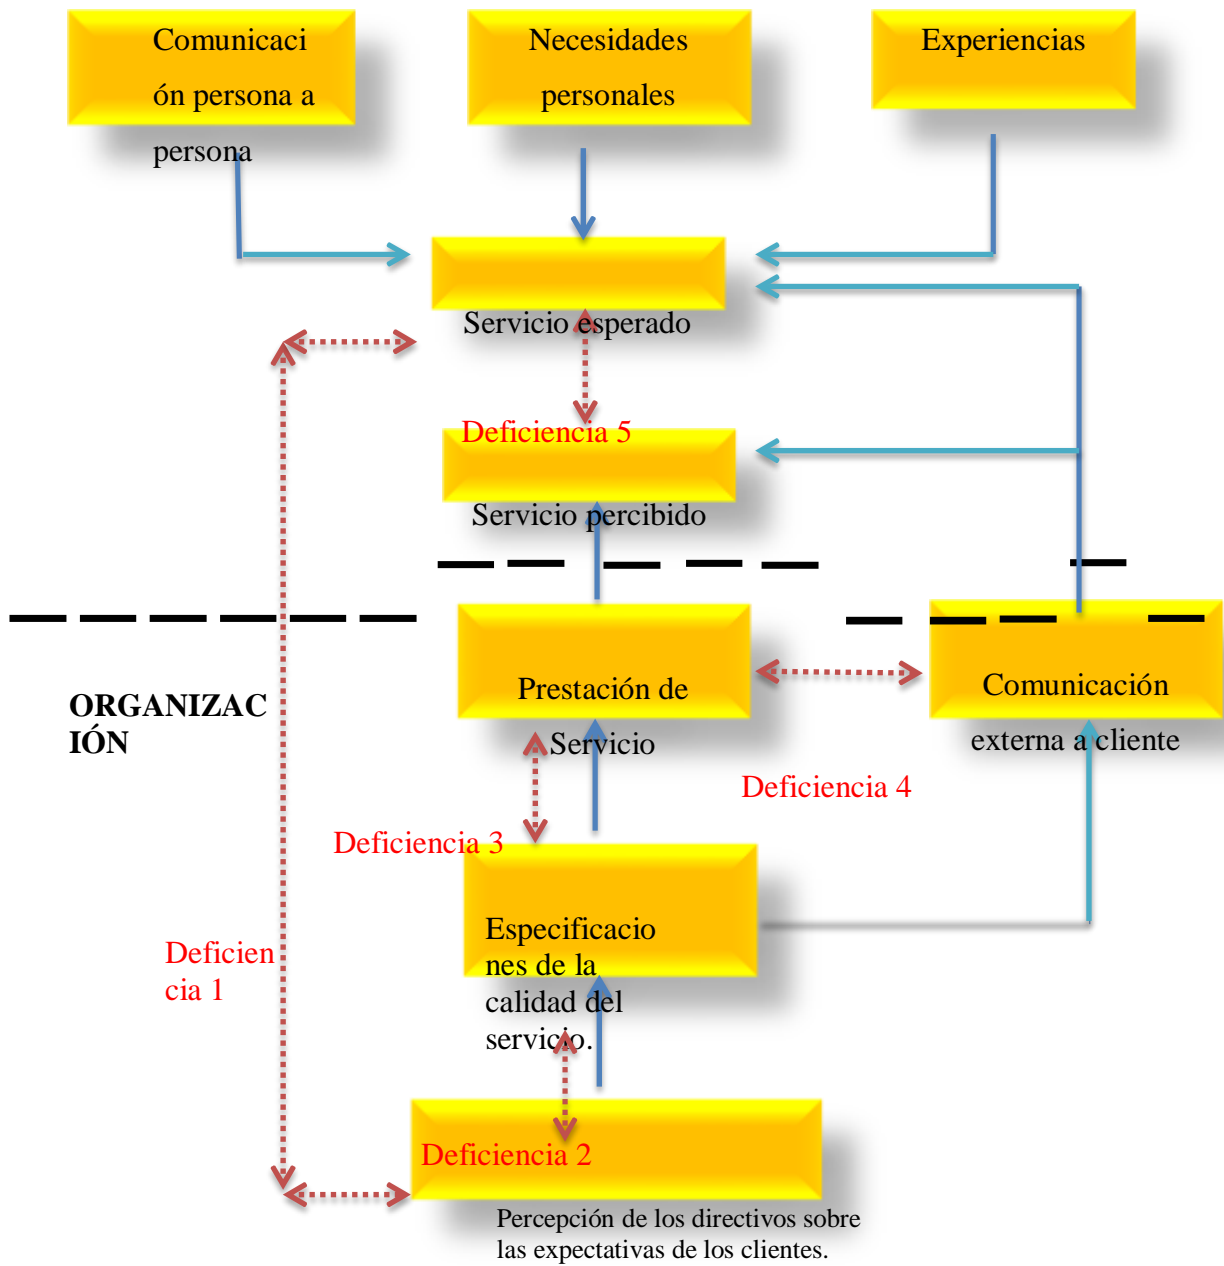 Comunicaci
ón persona a
persona
Necesidades
personales
Experiencias
Servicio esperado
Deficiencia 5
Servicio percibido
ORGANIZAC
IÓN
Prestación de
Servicio
Comunicación
externa a cliente
Deficiencia 4
Deficiencia 3
Especificacio
nes de la
calidad del
servicio.
Deficien
cia 1
Deficiencia 2
Percepción de los directivos sobre
las expectativas de los clientes.